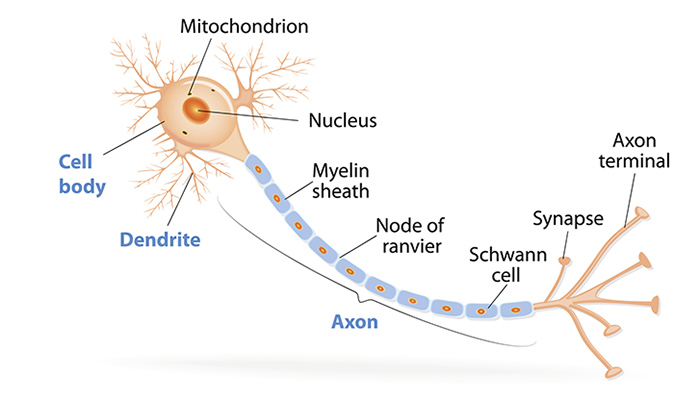 Mitochondrion
Nucleus
Cell
body
Myelin
sheath
Dendrite
Node of
ranvier
Axon
terminal
Synapse
Schwann
cell
Axon